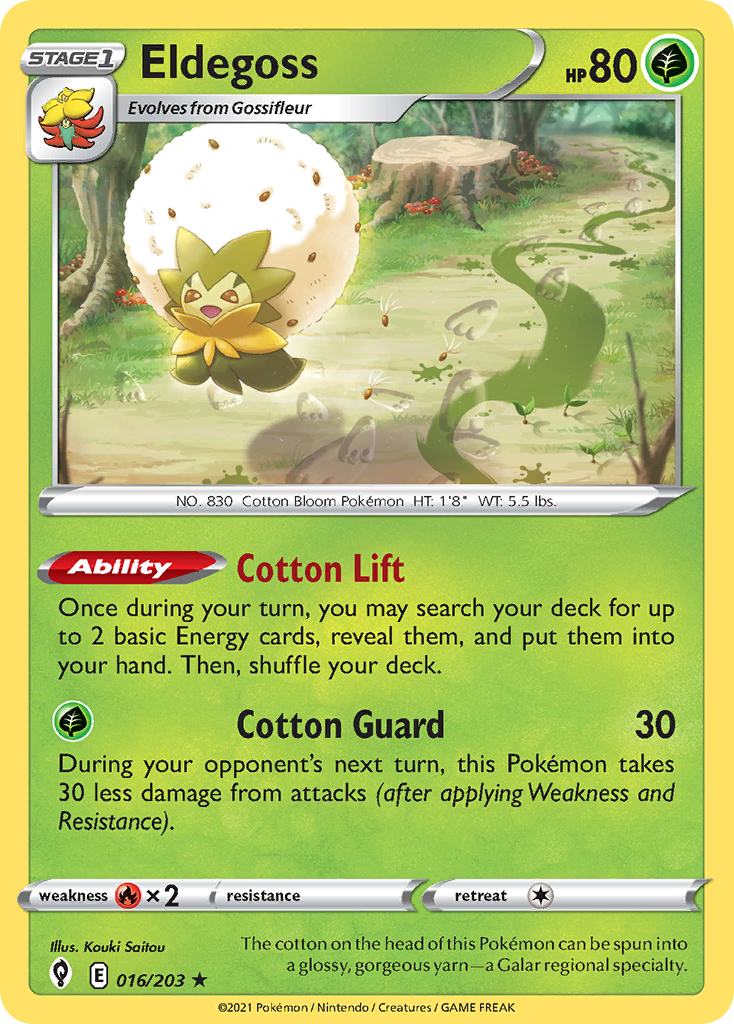 STAGE1
Eldegoss
HP 80
Evolves from Gossifleur
NO. 830 Cotton Bloom Pokémon HT: 1'8" WT: 5.5 lbs.
Ability Cotton Lift
Once during your turn, you may search your deck for up
to 2 basic Energy cards, reveal them, and put them into
your hand. Then, shuffle your deck.
Cotton Guard 30
During your opponent's next turn, this Pokémon takes
30 less damage from attacks (after applying Weakness and
Resistance).
weakness ×2 resistance retreat
Illus. Kouki Saitou
The cotton on the head of this Pokémon can be spun into
a glossy, gorgeous yarn—a Galar regional specialty.
E 016/203 ★
©2021 Pokémon / Nintendo / Creatures / GAME FREAK